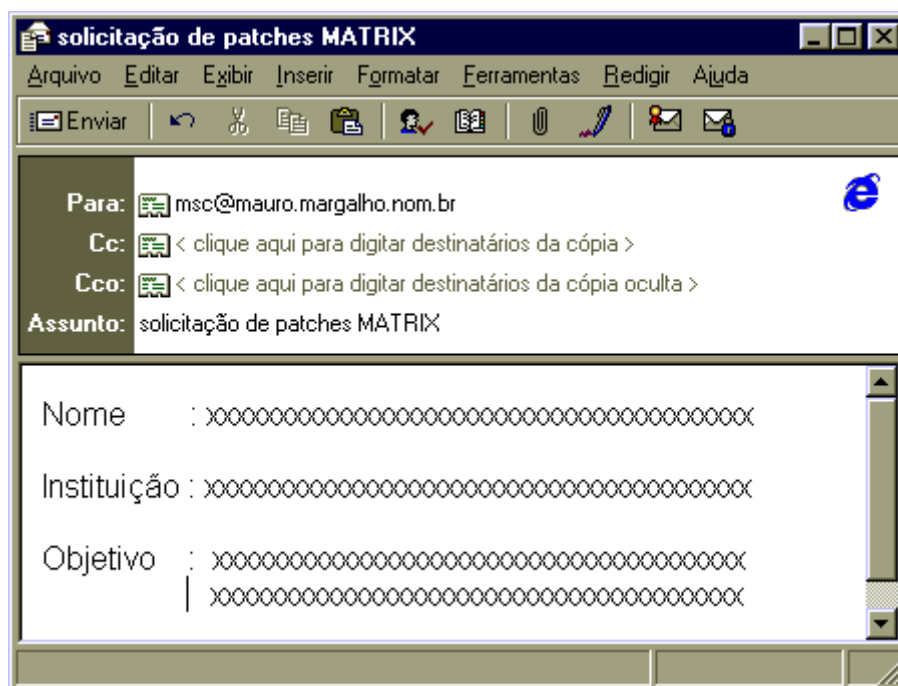 solicitação de patches MATRIX
Arquivo Editar Exibir Inserir Formatar Ferramentas Redigir Ajuda
Enviar
Para: msc@mauro.margalho.nom.br
Cc: < clique aqui para digitar destinatários da cópia >
Cco: < clique aqui para digitar destinatários da cópia oculta >
Assunto: solicitação de patches MATRIX
Nome : xxxxxxxxxxxxxxxxxxxxxxxxxxxxxxxxxxxxxxxxx
Instituição : xxxxxxxxxxxxxxxxxxxxxxxxxxxxxxxxxxxxxxxxx
Objetivo : xxxxxxxxxxxxxxxxxxxxxxxxxxxxxxxxxxxxxxxx
xxxxxxxxxxxxxxxxxxxxxxxxxxxxxxxxxxxxxxxx